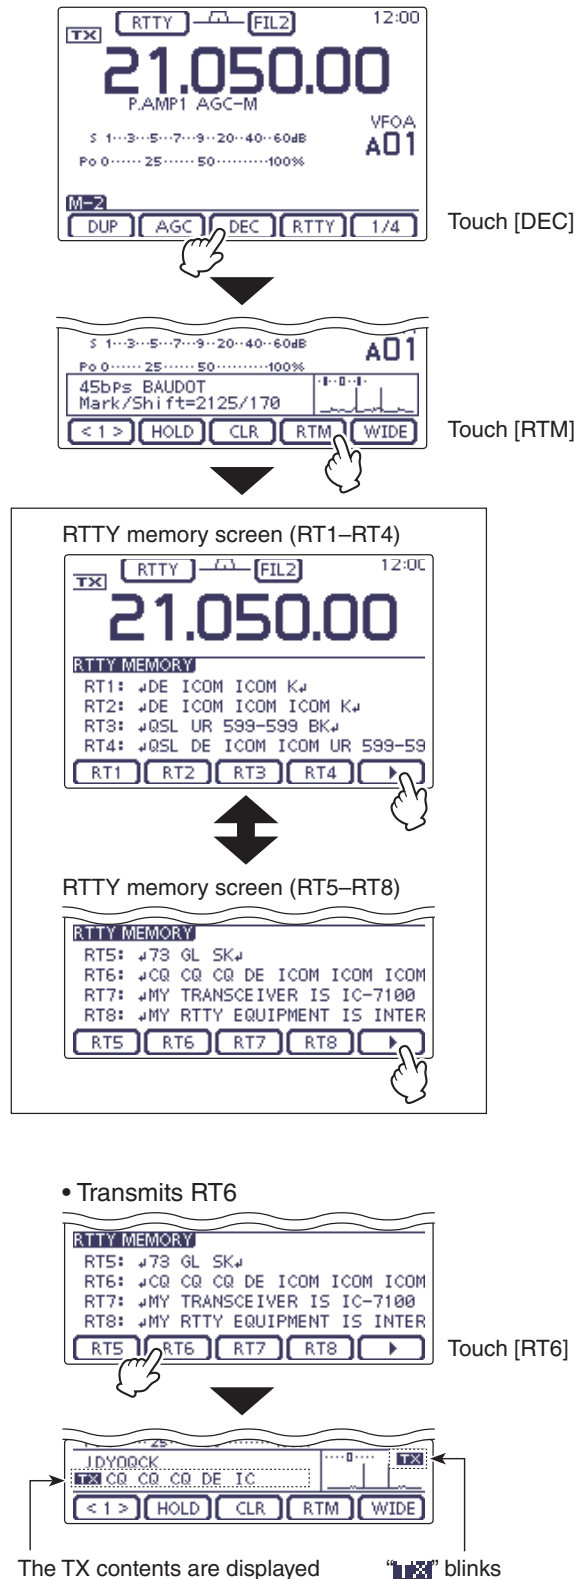 RTTY FIL2 12:00
TX
21.050.00
P.AMP1 AGC-M
VFOA
S 1···3···5···7···9··20··40··60dB
A01
Po 0······ 25······ 50··········100%
M-2
DUP AGC DEC RTTY 1/4
Touch [DEC]
S 1···3···5···7···9··20··40··60dB
A01
Po 0······ 25······ 50··········100%
45bps BAUDOT
Mark/Shift=2125/170
<1> HOLD CLR RTM WIDE
Touch [RTM]
RTTY memory screen (RT1–RT4)
RTTY FIL2 12:00
TX
21.050.00
RTTY MEMORY
RT1: ↲DE ICOM ICOM K↲
RT2: ↲DE ICOM ICOM ICOM K↲
RT3: ↲QSL UR 599-599 BK↲
RT4: ↲QSL DE ICOM ICOM UR 599-59
RT1 RT2 RT3 RT4
RTTY memory screen (RT5–RT8)
RTTY MEMORY
RT5: ↲73 GL SK↲
RT6: ↲CQ CQ CQ DE ICOM ICOM ICOM
RT7: ↲MY TRANSCEIVER IS IC-7100
RT8: ↲MY RTTY EQUIPMENT IS INTER
RT5 RT6 RT7 RT8
• Transmits RT6
RTTY MEMORY
RT5: ↲73 GL SK↲
RT6: ↲CQ CQ CQ DE ICOM ICOM ICOM
RT7: ↲MY TRANSCEIVER IS IC-7100
RT8: ↲MY RTTY EQUIPMENT IS INTER
RT5 RT6 RT7 RT8
Touch [RT6]
JDYOQCK
TX
TX CQ CQ CQ DE IC
<1> HOLD CLR RTM WIDE
The TX contents are displayed
“TX” blinks